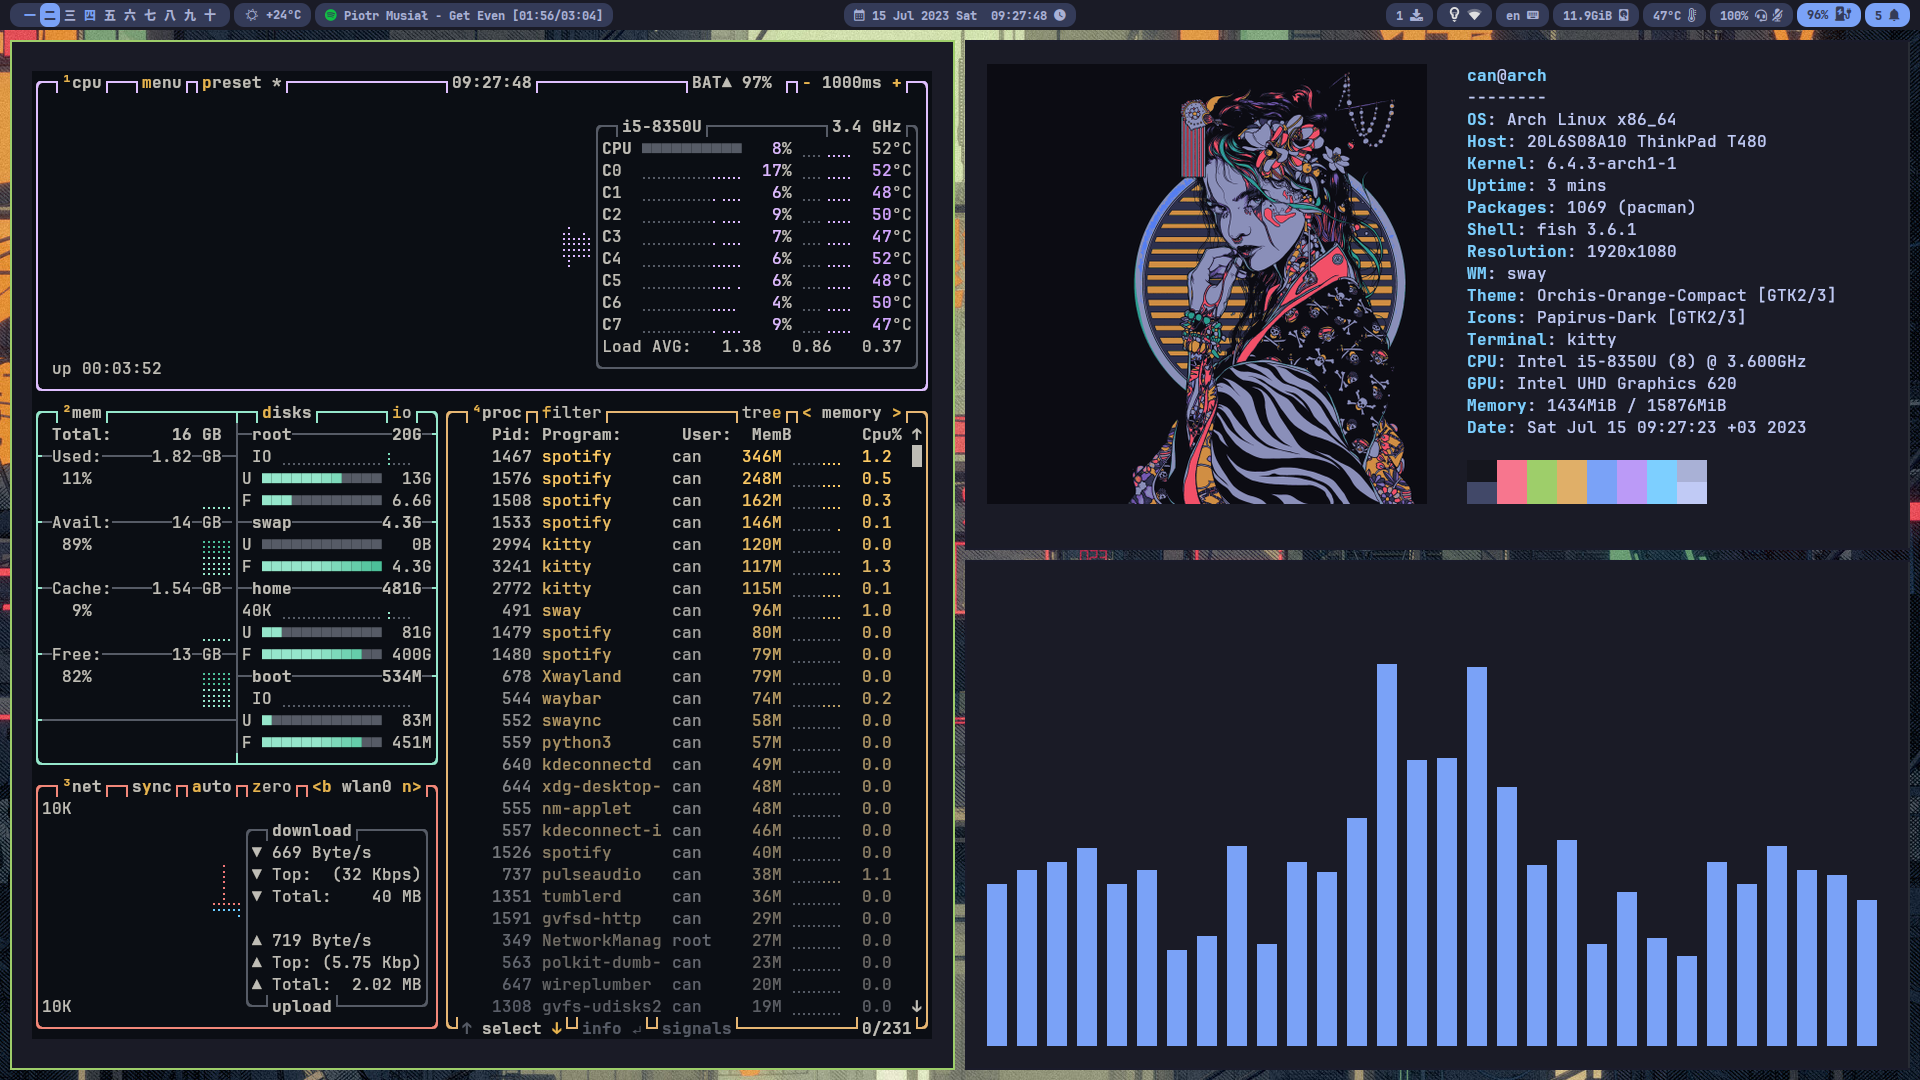 一 二 三 四 五 六 七 八 九 十
+24°C
Piotr Musiał - Get Even [01:56/03:04]
15 Jul 2023 Sat 09:27:48
1
en
11.9GiB
47°C
100%
96%
5
¹cpu menu preset * 09:27:48 BAT▲ 97% - 1000ms +
i5-8350U 3.4 GHz
CPU 8% 52°C
C0 17% 52°C
C1 6% 48°C
C2 9% 50°C
C3 7% 47°C
C4 6% 52°C
C5 6% 48°C
C6 4% 50°C
C7 9% 47°C
Load AVG: 1.38 0.86 0.37
up 00:03:52
²mem disks io
Total: 16 GB
Used: 1.82 GB
11%
Avail: 14 GB
89%
Cache: 1.54 GB
9%
Free: 13 GB
82%
root 20G
IO
U 13G
F 6.6G
swap 4.3G
U 0B
F 4.3G
home 481G
40K
U 81G
F 400G
boot 534M
IO
U 83M
F 451M
³net sync auto zero <b wlan0 n>
10K
download
▼ 669 Byte/s
▼ Top: (32 Kbps)
▼ Total: 40 MB
▲ 719 Byte/s
▲ Top: (5.75 Kbp)
▲ Total: 2.02 MB
upload
10K
⁴proc filter tree < memory >
Pid: Program: User: MemB Cpu% ↑
1467 spotify can 346M 1.2
1576 spotify can 248M 0.5
1508 spotify can 162M 0.3
1533 spotify can 146M 0.1
2994 kitty can 120M 0.0
3241 kitty can 117M 1.3
2772 kitty can 115M 0.1
491 sway can 96M 1.0
1479 spotify can 80M 0.0
1480 spotify can 79M 0.0
678 Xwayland can 79M 0.0
544 waybar can 74M 0.2
552 swaync can 58M 0.0
559 python3 can 57M 0.0
640 kdeconnectd can 49M 0.0
644 xdg-desktop- can 48M 0.0
555 nm-applet can 48M 0.0
557 kdeconnect-i can 46M 0.0
1526 spotify can 40M 0.0
737 pulseaudio can 38M 1.1
1351 tumblerd can 36M 0.0
1591 gvfsd-http can 29M 0.0
349 NetworkManag root 27M 0.0
563 polkit-dumb- can 23M 0.0
647 wireplumber can 20M 0.0
1308 gvfs-udisks2 can 19M 0.0 ↓
↑ select ↓ info ↵ signals 0/231
can@arch
--------
OS: Arch Linux x86_64
Host: 20L6S08A10 ThinkPad T480
Kernel: 6.4.3-arch1-1
Uptime: 3 mins
Packages: 1069 (pacman)
Shell: fish 3.6.1
Resolution: 1920x1080
WM: sway
Theme: Orchis-Orange-Compact [GTK2/3]
Icons: Papirus-Dark [GTK2/3]
Terminal: kitty
CPU: Intel i5-8350U (8) @ 3.600GHz
GPU: Intel UHD Graphics 620
Memory: 1434MiB / 15876MiB
Date: Sat Jul 15 09:27:23 +03 2023